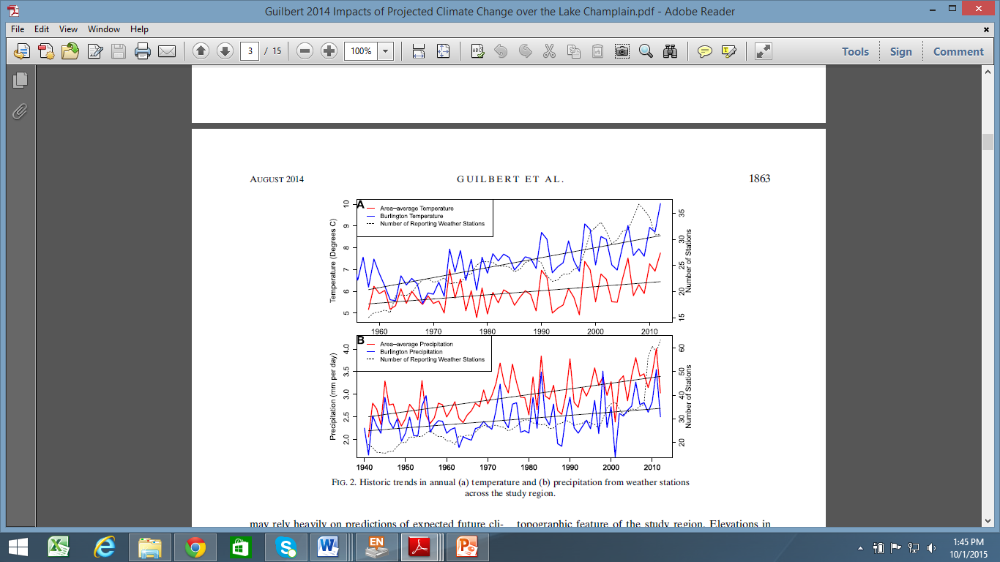 Guilbert 2014 Impacts of Projected Climate Change over the Lake Champlain.pdf - Adobe Reader
File Edit View Window Help
3 / 15 100% Tools Sign Comment
AUGUST 2014 GUILBERT ET AL. 1863
A
Area-average Temperature
Burlington Temperature
Number of Reporting Weather Stations
Temperature (Degrees C)
5 6 7 8 9 10
Number of Stations
15 20 25 30 35
1960 1970 1980 1990 2000 2010
B
Area-average Precipitation
Burlington Precipitation
Number of Reporting Weather Stations
Precipitation (mm per day)
2.0 2.5 3.0 3.5 4.0
Number of Stations
20 30 40 50 60
1940 1950 1960 1970 1980 1990 2000 2010
FIG. 2. Historic trends in annual (a) temperature and (b) precipitation from weather stations
across the study region.
may rely heavily on predictions of expected future cli-
topographic feature of the study region. Elevations in
EN
1:45 PM
10/1/2015